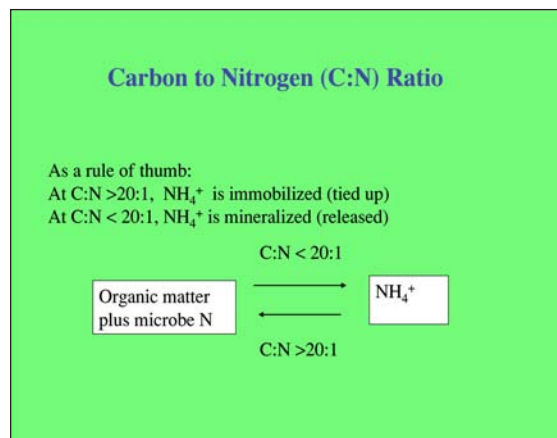 Carbon to Nitrogen (C:N) Ratio
As a rule of thumb:
At C:N >20:1, NH₄⁺ is immobilized (tied up)
At C:N < 20:1, NH₄⁺ is mineralized (released)
C:N < 20:1
Organic matter
plus microbe N
NH₄⁺
C:N >20:1